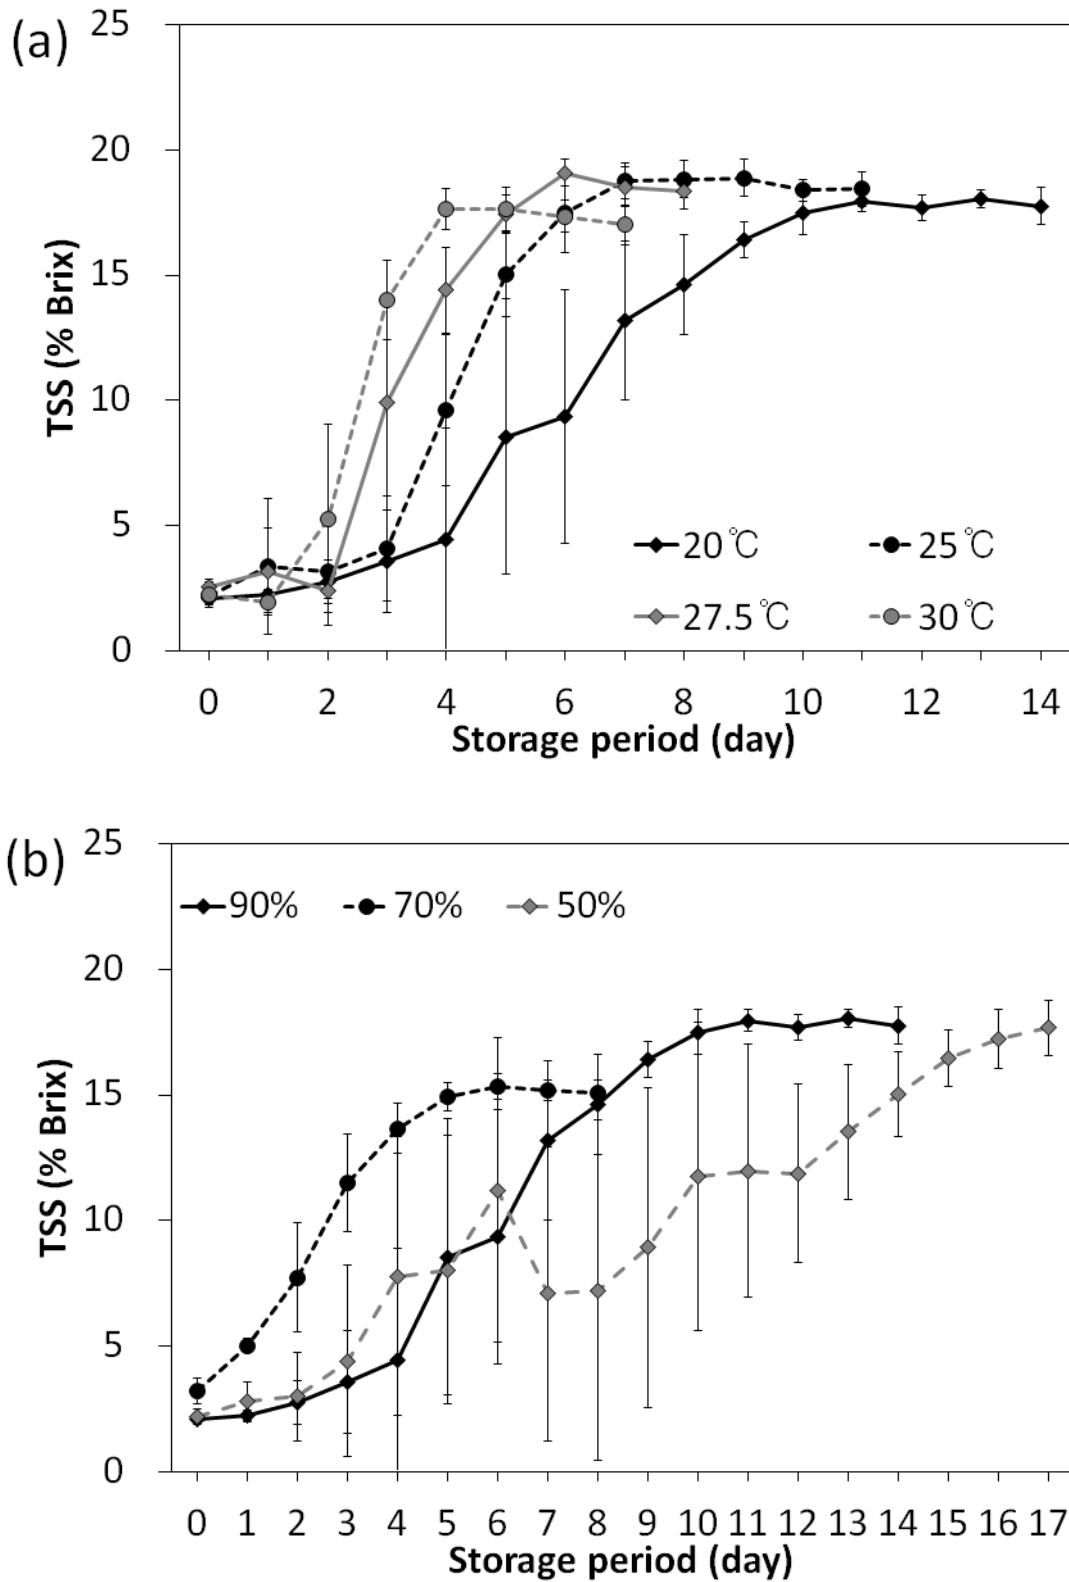 (a)
25
20
15
10
5
0
TSS (% Brix)
20℃ 25℃
27.5℃ 30℃
0 2 4 6 8 10 12 14
Storage period (day)
(b)
25
20
15
10
5
0
TSS (% Brix)
90% 70% 50%
0 1 2 3 4 5 6 7 8 9 10 11 12 13 14 15 16 17
Storage period (day)